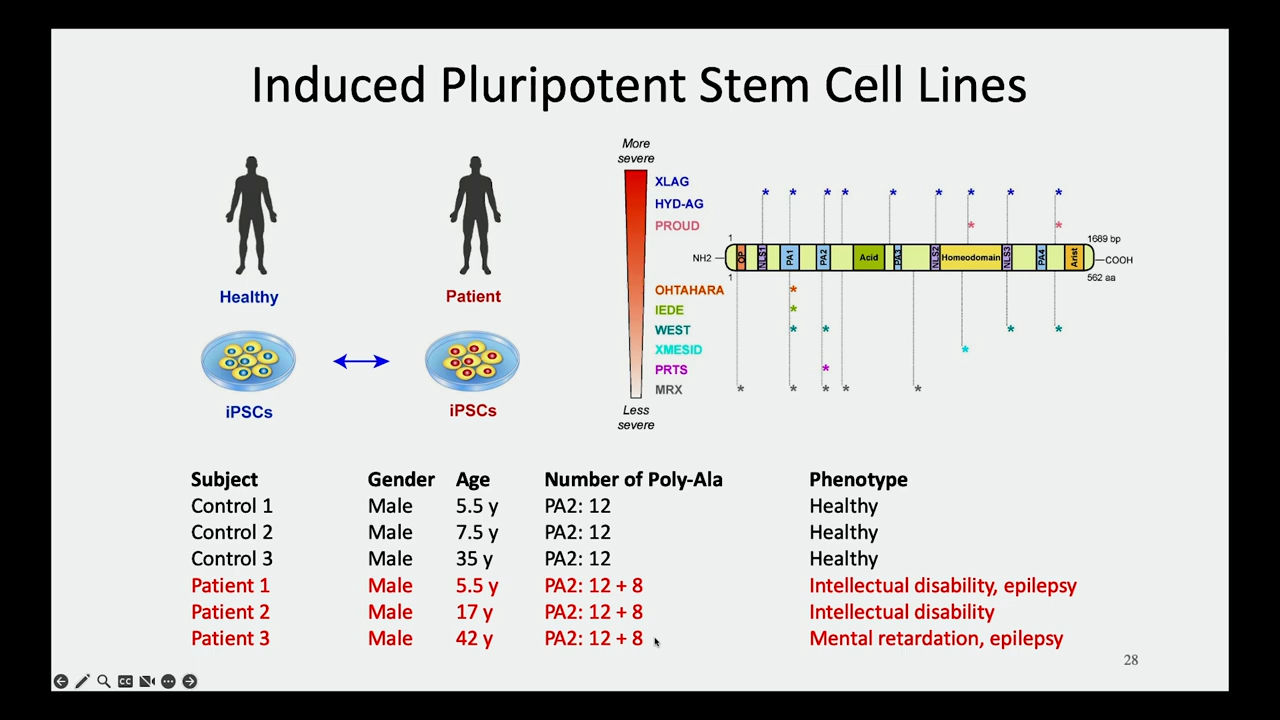 Induced Pluripotent Stem Cell Lines
Healthy
Patient
iPSCs
iPSCs
More
severe
XLAG
HYD-AG
PROUD
OHTAHARA
IEDE
WEST
XMESID
PRTS
MRX
Less
severe
* * * * * * * * *
* *
1 1689 bp
NH2 OP NLS1 PA1 PA2 Acid PA3 NLS2 Homeodomain NLS3 PA4 Arist COOH
1 562 aa
*
*
* * * *
*
*
* * * * *
Subject Gender Age Number of Poly-Ala Phenotype
Control 1 Male 5.5 y PA2: 12 Healthy
Control 2 Male 7.5 y PA2: 12 Healthy
Control 3 Male 35 y PA2: 12 Healthy
Patient 1 Male 5.5 y PA2: 12 + 8 Intellectual disability, epilepsy
Patient 2 Male 17 y PA2: 12 + 8 Intellectual disability
Patient 3 Male 42 y PA2: 12 + 8 Mental retardation, epilepsy
28
CC